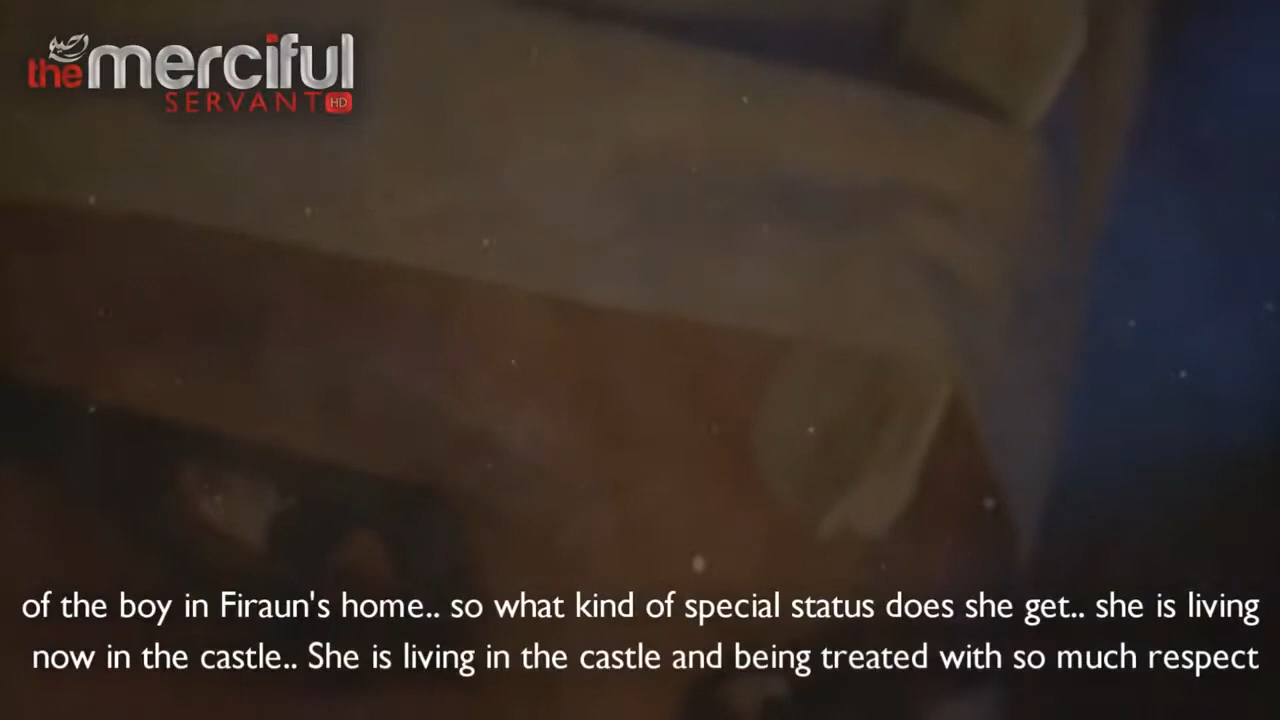 the merciful
SERVANT HD
of the boy in Firaun's home.. so what kind of special status does she get.. she is living
now in the castle.. She is living in the castle and being treated with so much respect